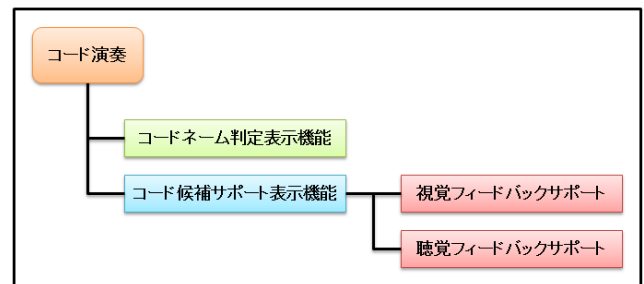 コード演奏
コードネーム判定表示機能
コード候補サポート表示機能
視覚フィードバックサポート
聴覚フィードバックサポート